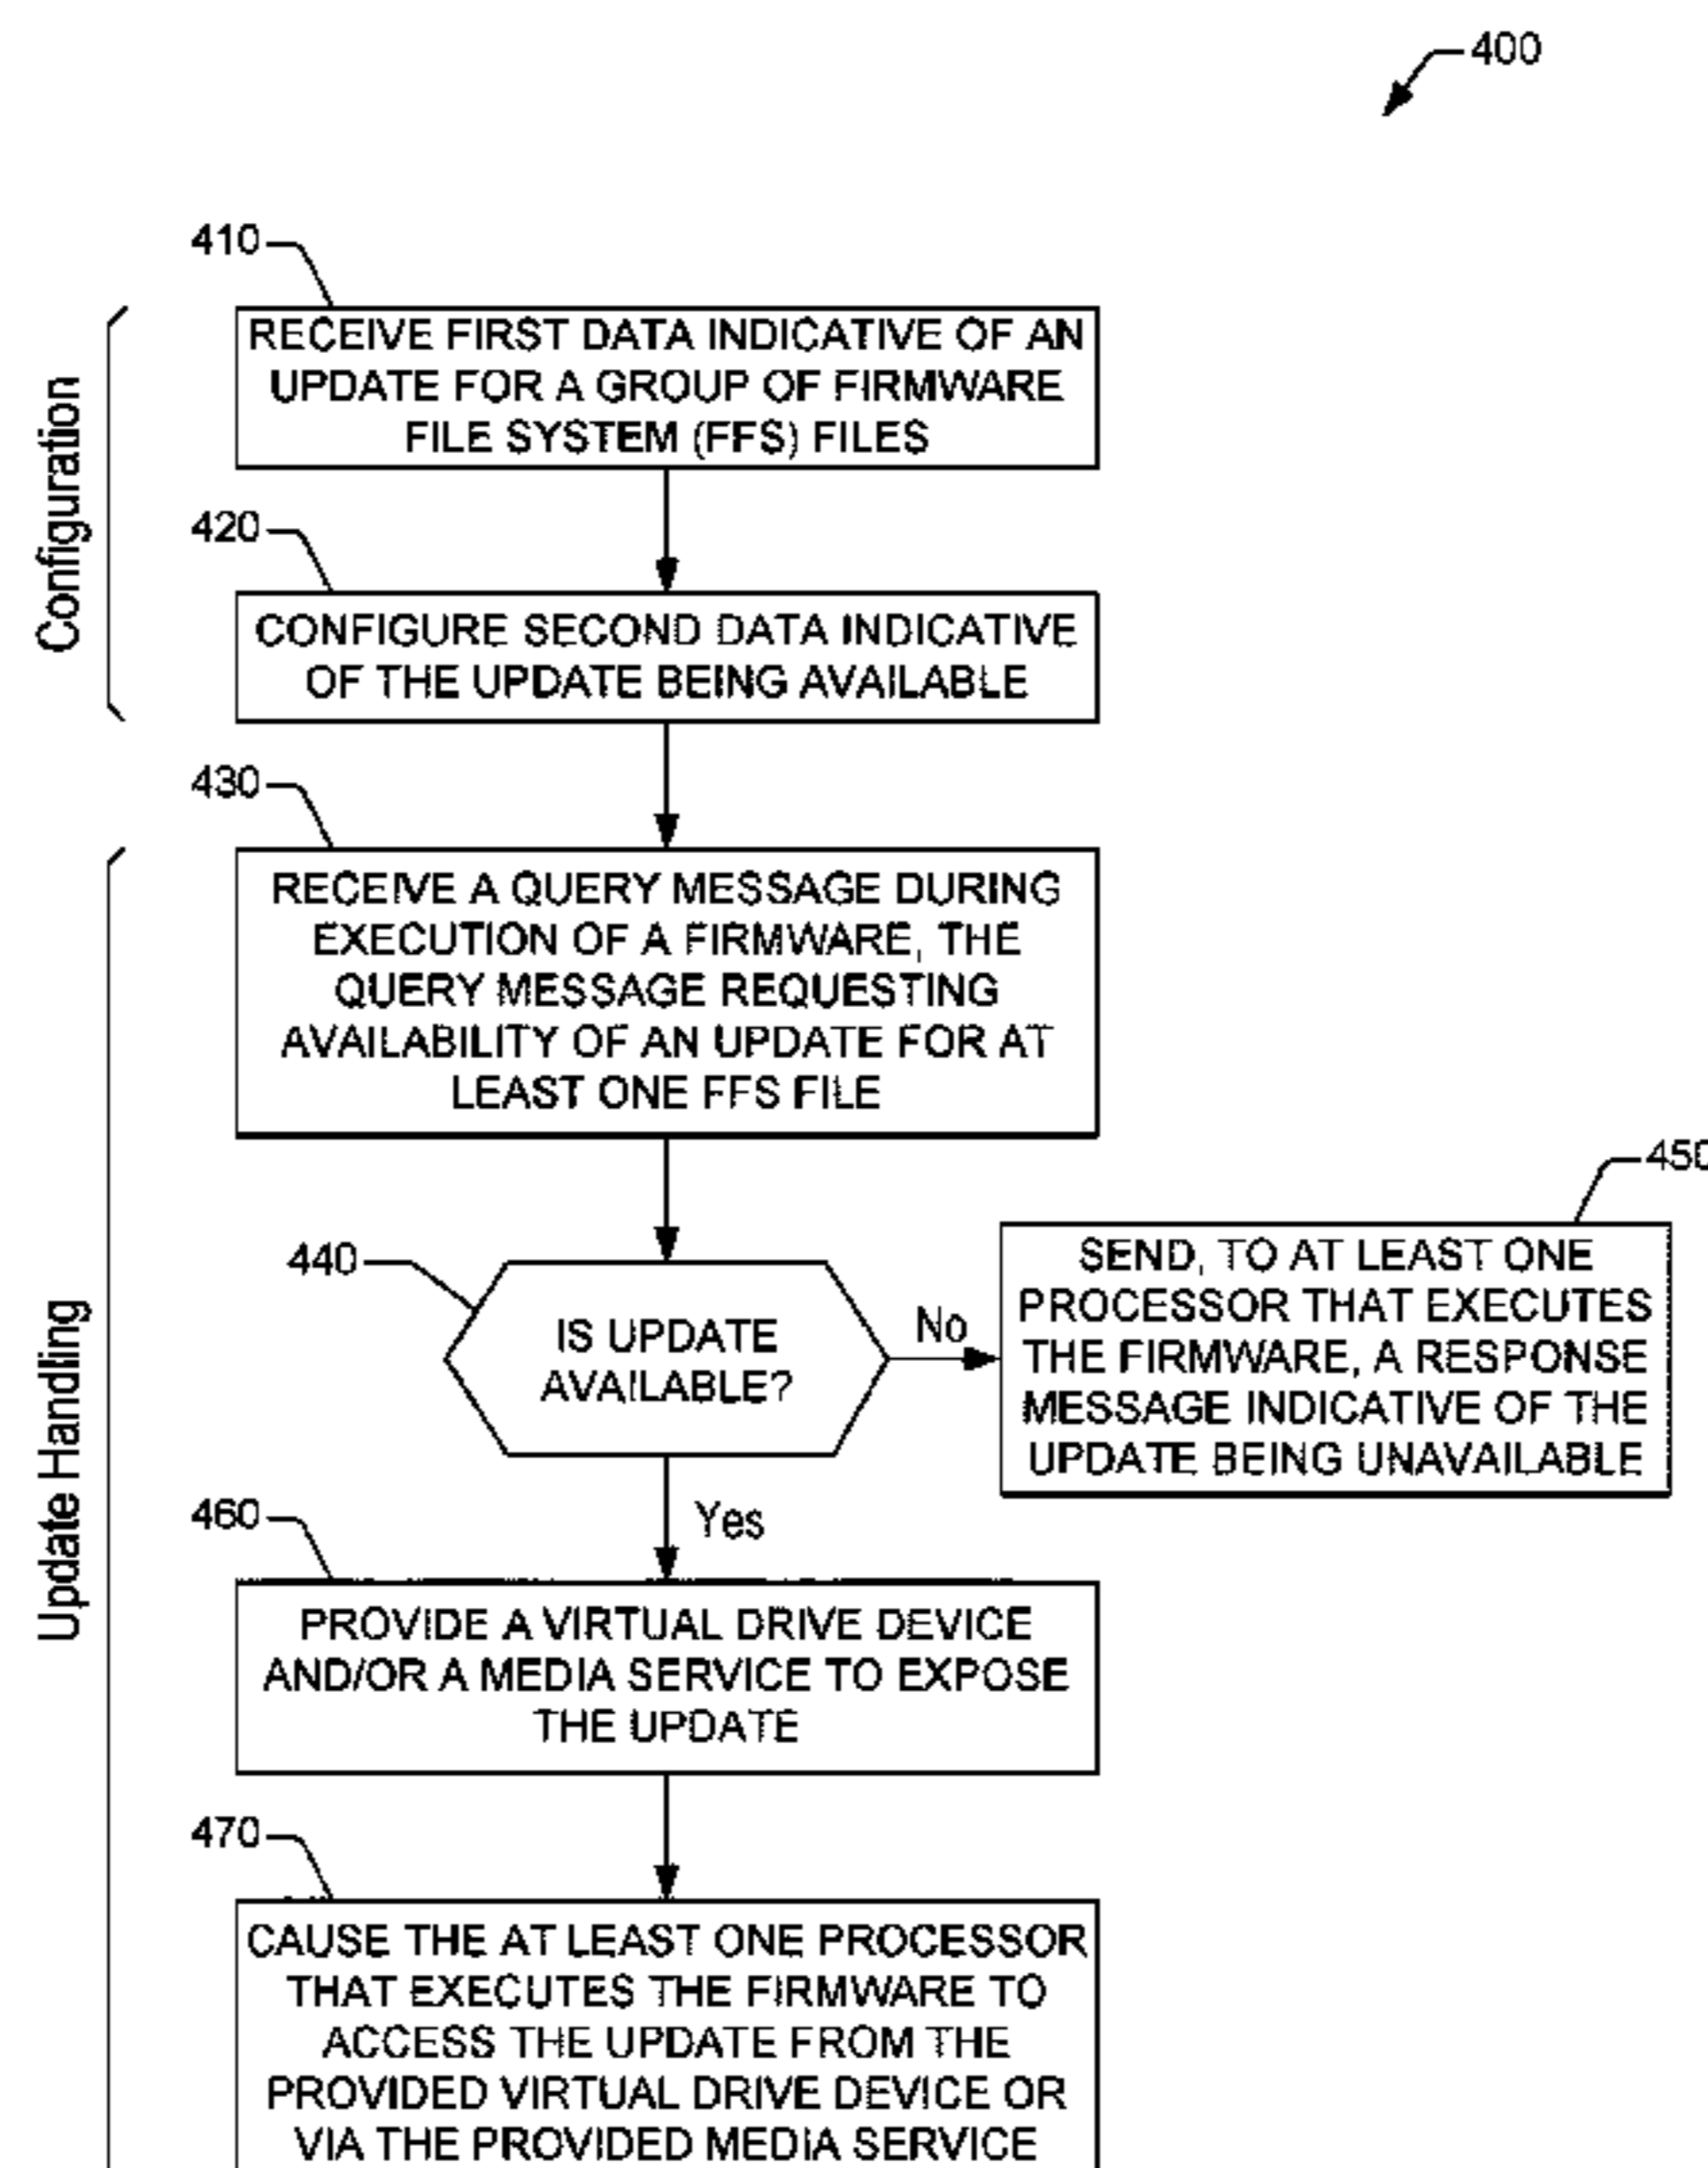 400
410
RECEIVE FIRST DATA INDICATIVE OF AN
UPDATE FOR A GROUP OF FIRMWARE
FILE SYSTEM (FFS) FILES
Configuration
420
CONFIGURE SECOND DATA INDICATIVE
OF THE UPDATE BEING AVAILABLE
430
RECEIVE A QUERY MESSAGE DURING
EXECUTION OF A FIRMWARE, THE
QUERY MESSAGE REQUESTING
AVAILABILITY OF AN UPDATE FOR AT
LEAST ONE FFS FILE
Update Handling
440
IS UPDATE
AVAILABLE?
No
450
SEND, TO AT LEAST ONE
PROCESSOR THAT EXECUTES
THE FIRMWARE, A RESPONSE
MESSAGE INDICATIVE OF THE
UPDATE BEING UNAVAILABLE
Yes
460
PROVIDE A VIRTUAL DRIVE DEVICE
AND/OR A MEDIA SERVICE TO EXPOSE
THE UPDATE
470
CAUSE THE AT LEAST ONE PROCESSOR
THAT EXECUTES THE FIRMWARE TO
ACCESS THE UPDATE FROM THE
PROVIDED VIRTUAL DRIVE DEVICE OR
VIA THE PROVIDED MEDIA SERVICE